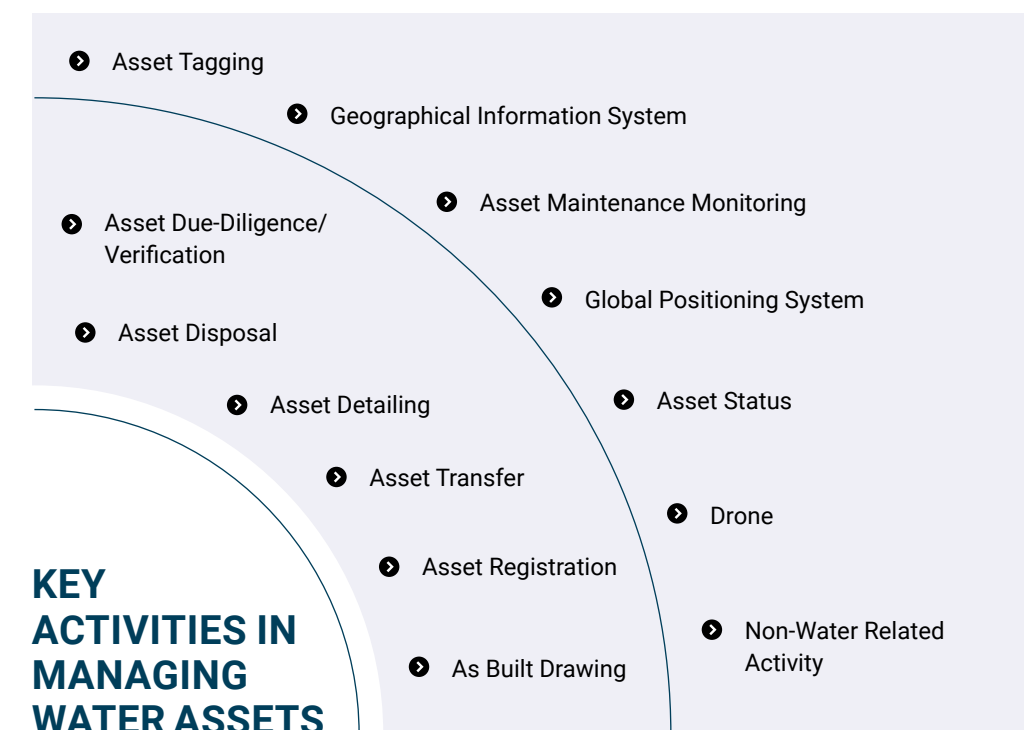 Asset Tagging
Geographical Information System
Asset Maintenance Monitoring
Asset Due-Diligence/
Verification
Global Positioning System
Asset Disposal
Asset Detailing
Asset Status
Asset Transfer
Drone
Asset Registration
Non-Water Related
Activity
As Built Drawing
KEY
ACTIVITIES IN
MANAGING
WATER ASSETS